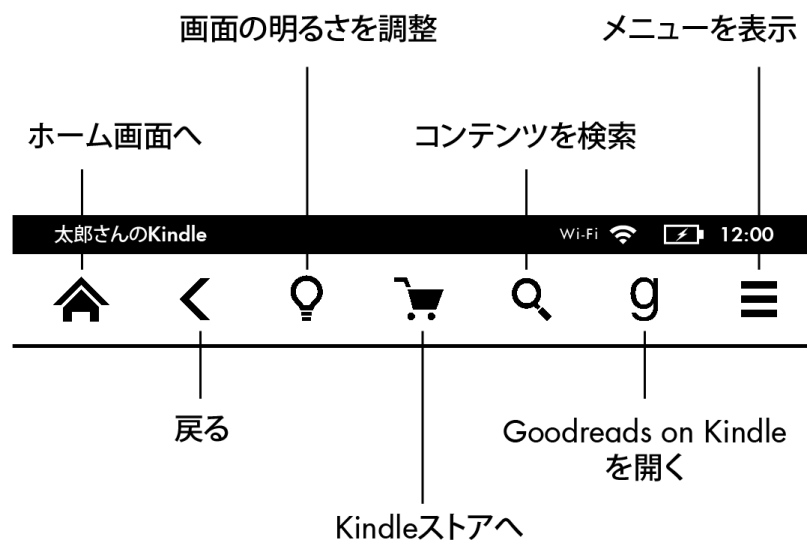 画面の明るさを調整
メニューを表示
ホーム画面へ
コンテンツを検索
太郎さんのKindle
Wi-Fi
12:00
g
戻る
Goodreads on Kindle
を開く
Kindleストアへ